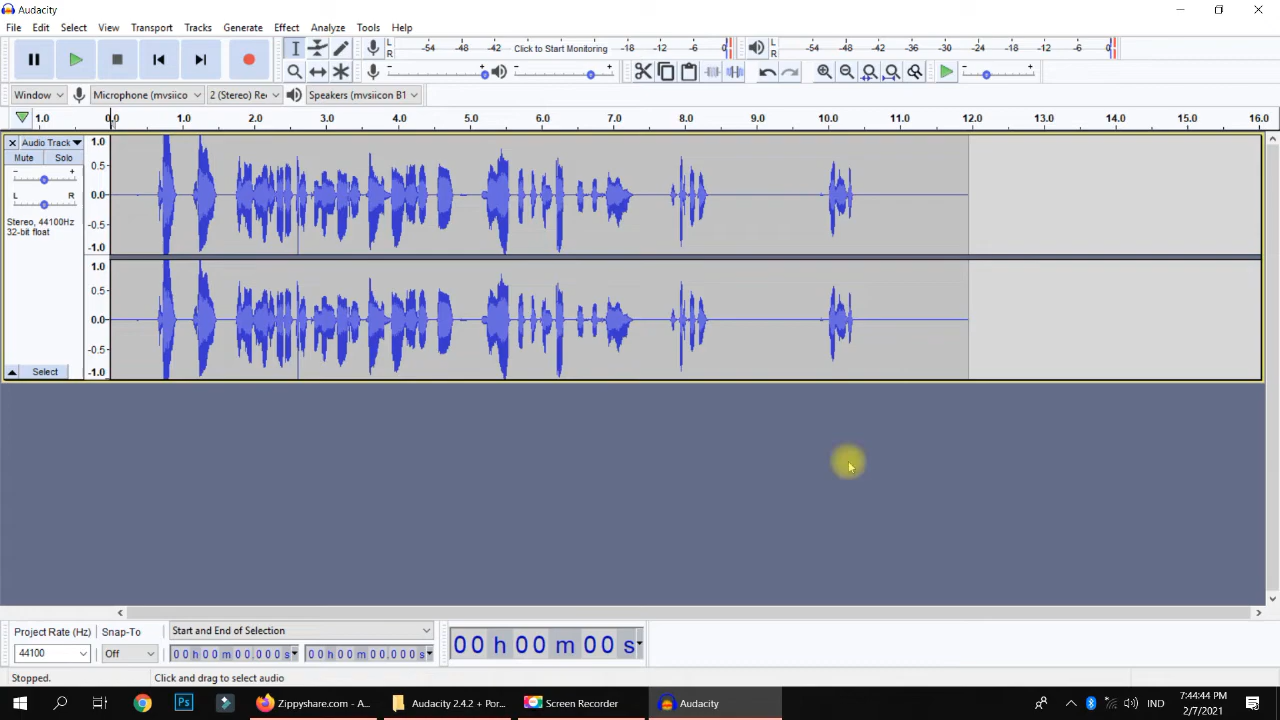 Audacity
File Edit Select View Transport Tracks Generate Effect Analyze Tools Help
L R -54 -48 -42 Click to Start Monitoring -18 -12 -6 0 L R -54 -48 -42 -36 -30 -24 -18 -12 -6 0
- + - + - +
Window Microphone (mvsiico 2 (Stereo) Rec Speakers (mvsiicon B1
1.0 0.0 1.0 2.0 3.0 4.0 5.0 6.0 7.0 8.0 9.0 10.0 11.0 12.0 13.0 14.0 15.0 16.0
Audio Track 1.0
Mute Solo
- + 0.5
L R 0.0
Stereo, 44100Hz -0.5
32-bit float
-1.0
1.0
0.5
0.0
-0.5
Select -1.0
Project Rate (Hz) Snap-To Start and End of Selection
44100 Off 00 h 00 m 00.000 s 00 h 00 m 00.000 s 00 h 00 m 00 s
Stopped. Click and drag to select audio
Ps Zippyshare.com - A... Audacity 2.4.2 + Por... Screen Recorder Audacity IND 7:44:44 PM
2/7/2021